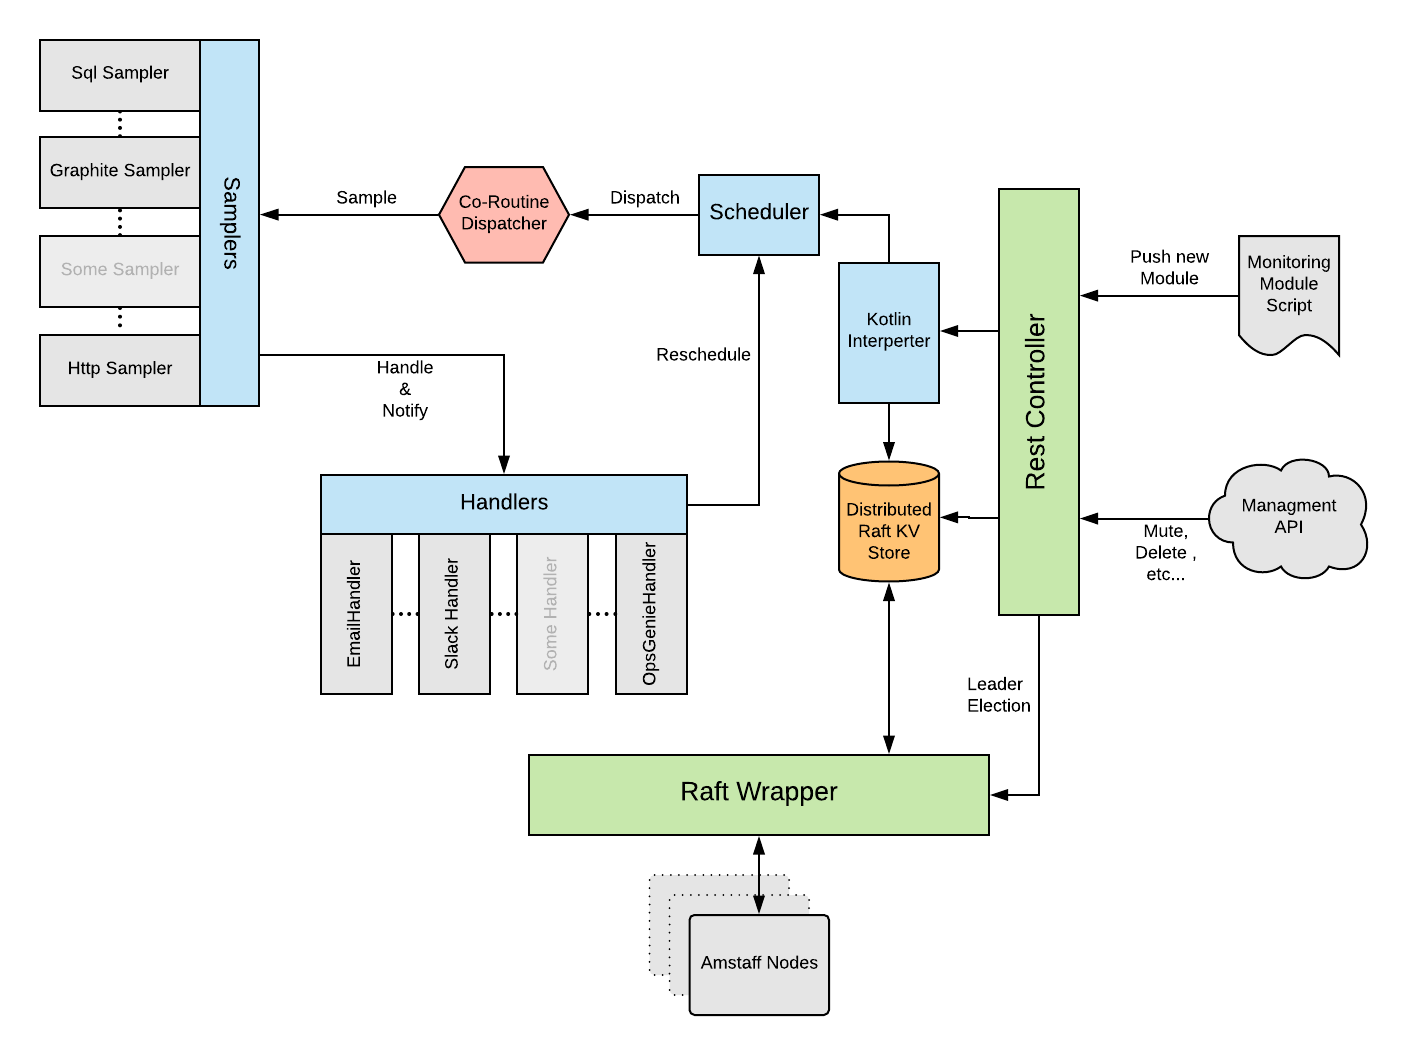 Sql Sampler
Graphite Sampler
Some Sampler
Http Sampler
Samplers
Sample
Co-Routine
Dispatcher
Dispatch
Scheduler
Handle
&
Notify
Reschedule
Handlers
EmailHandler
Slack Handler
Some Handler
OpsGenieHandler
Kotlin
Interperter
Distributed
Raft KV
Store
Rest Controller
Push new
Module
Monitoring
Module
Script
Managment
API
Mute,
Delete ,
etc...
Leader
Election
Raft Wrapper
Amstaff Nodes